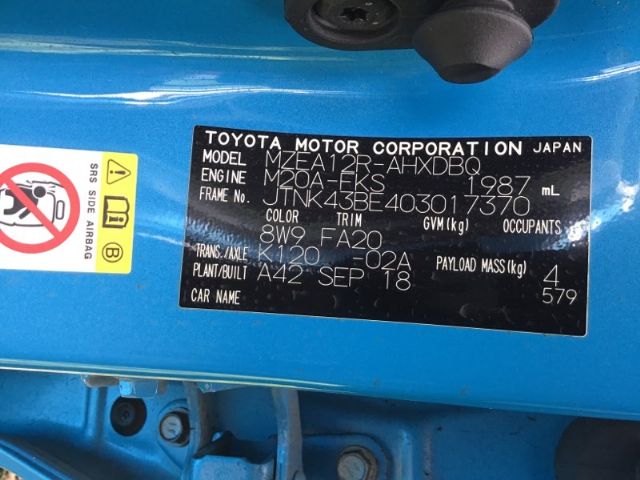 TOYOTA MOTOR CORPORATION JAPAN
MODEL MZEA12R-AHXDBQ
ENGINE M20A-FKS 1987 mL
FRAME No. JTNK43BE403017370
COLOR TRIM GVM(kg) OCCUPANTS
8W9 FA20
TRANS./AXLE K120 -02A PAYLOAD MASS(kg) 4
PLANT/BUILT A42 SEP 18 579
CAR NAME
SRS SIDE AIRBAG
B